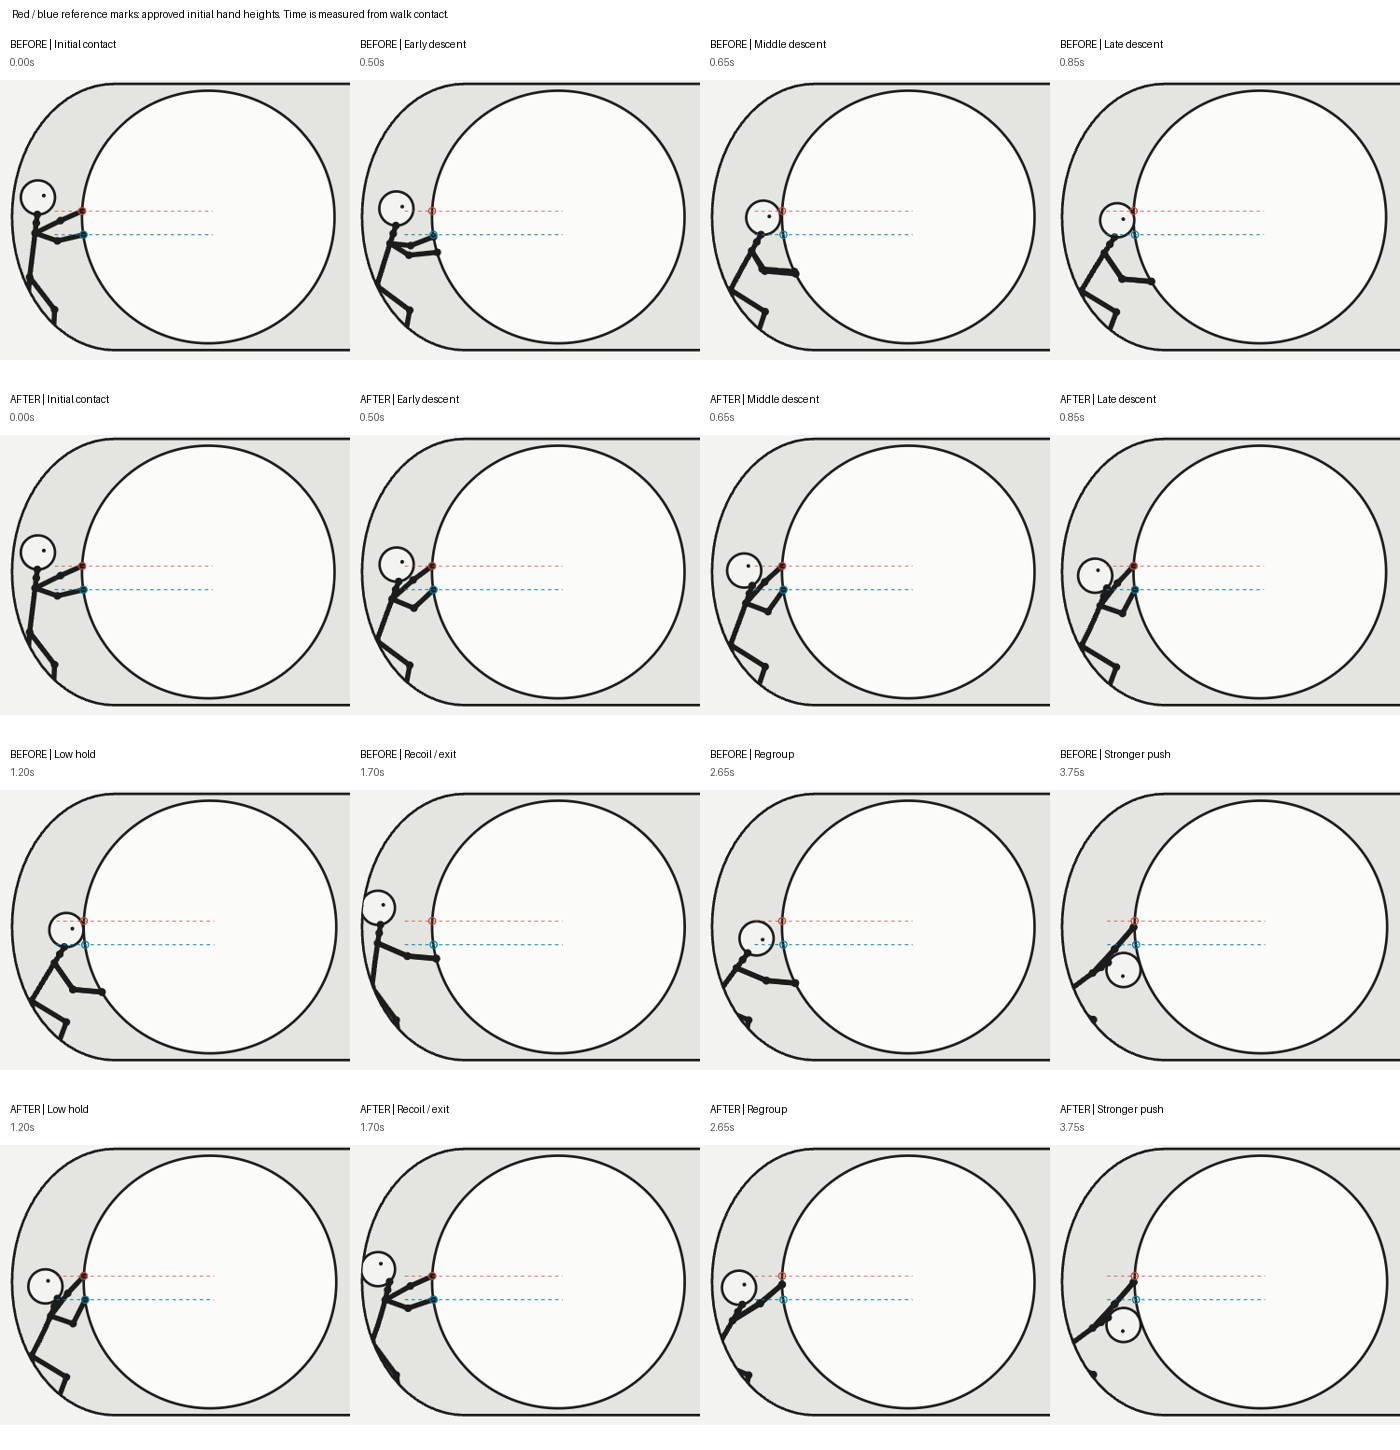 Red / blue reference marks: approved initial hand heights. Time is measured from walk contact.
BEFORE | Initial contact
0.00s
BEFORE | Early descent
0.50s
BEFORE | Middle descent
0.65s
BEFORE | Late descent
0.85s
AFTER | Initial contact
0.00s
AFTER | Early descent
0.50s
AFTER | Middle descent
0.65s
AFTER | Late descent
0.85s
BEFORE | Low hold
1.20s
BEFORE | Recoil / exit
1.70s
BEFORE | Regroup
2.65s
BEFORE | Stronger push
3.75s
AFTER | Low hold
1.20s
AFTER | Recoil / exit
1.70s
AFTER | Regroup
2.65s
AFTER | Stronger push
3.75s